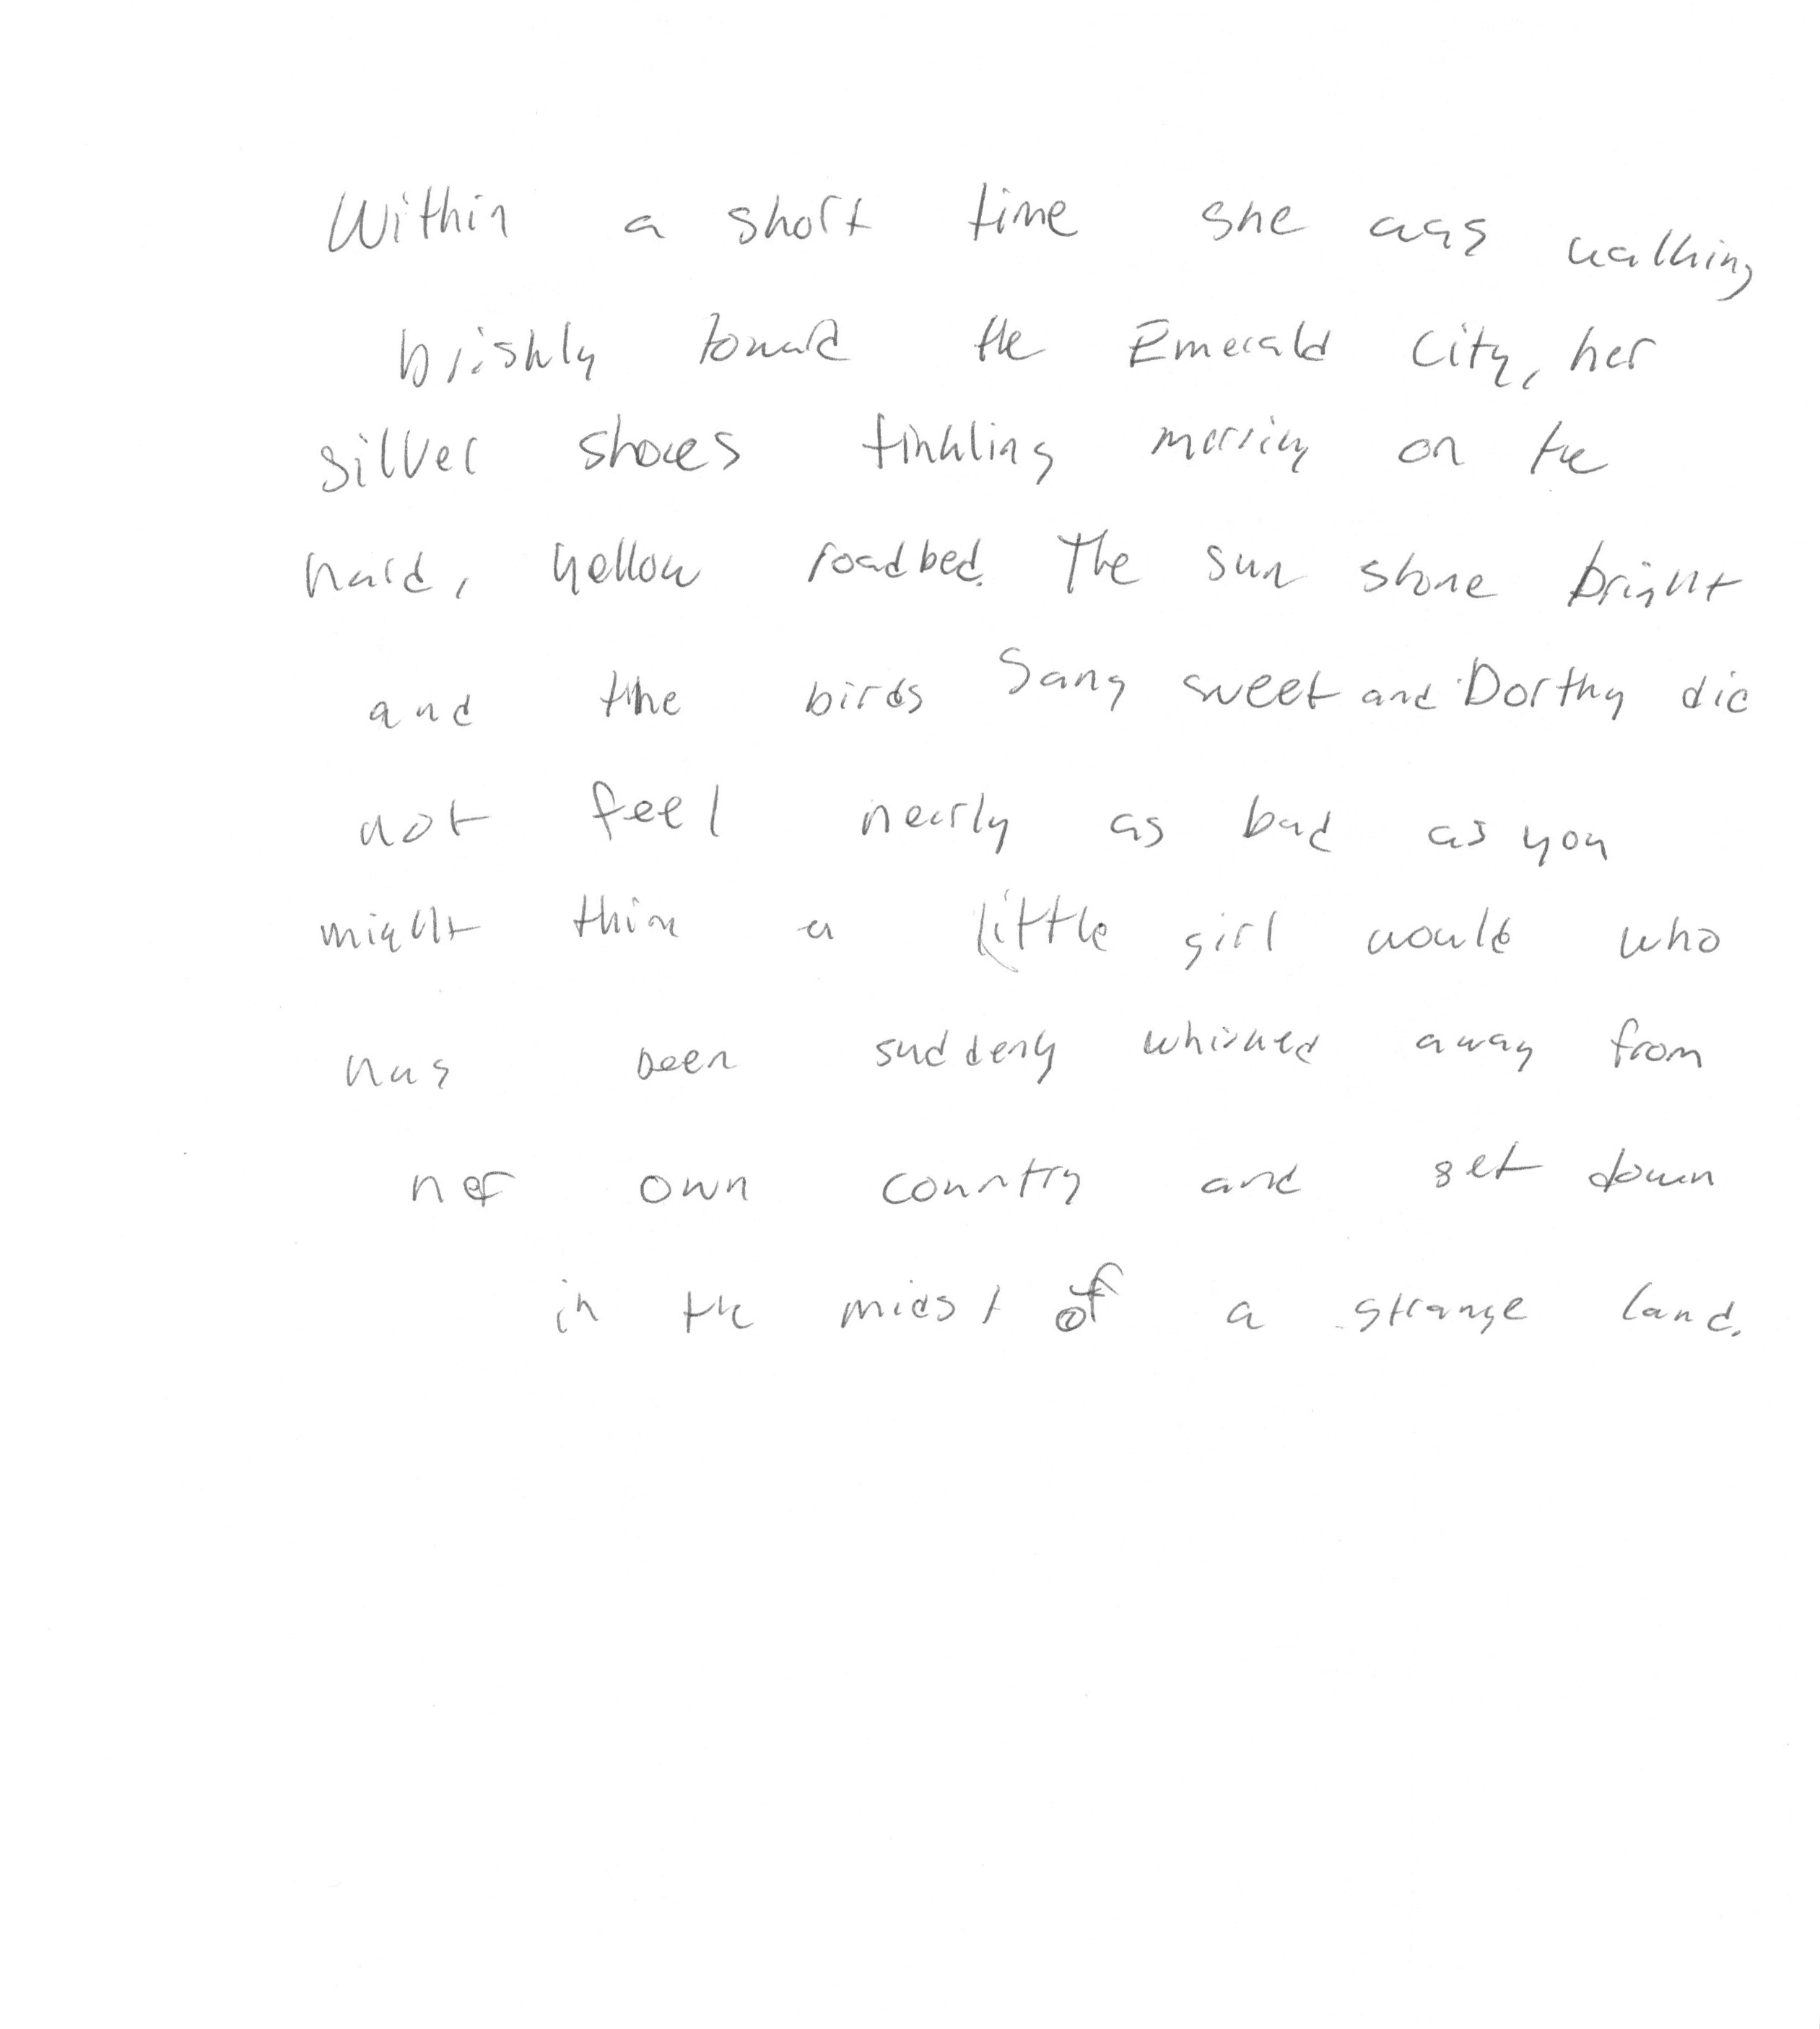 Within a short time she was walking
briskly toward the Emerald City, her
silver shoes tinkling merrily on the
hard, yellow roadbed. The sun shone bright
and the birds Sang sweet and Dorthy did
not feel nearly as bad as you
might think a little girl would who
has been suddenly whisked away from
her own country and set down
in the midst of a strange land.